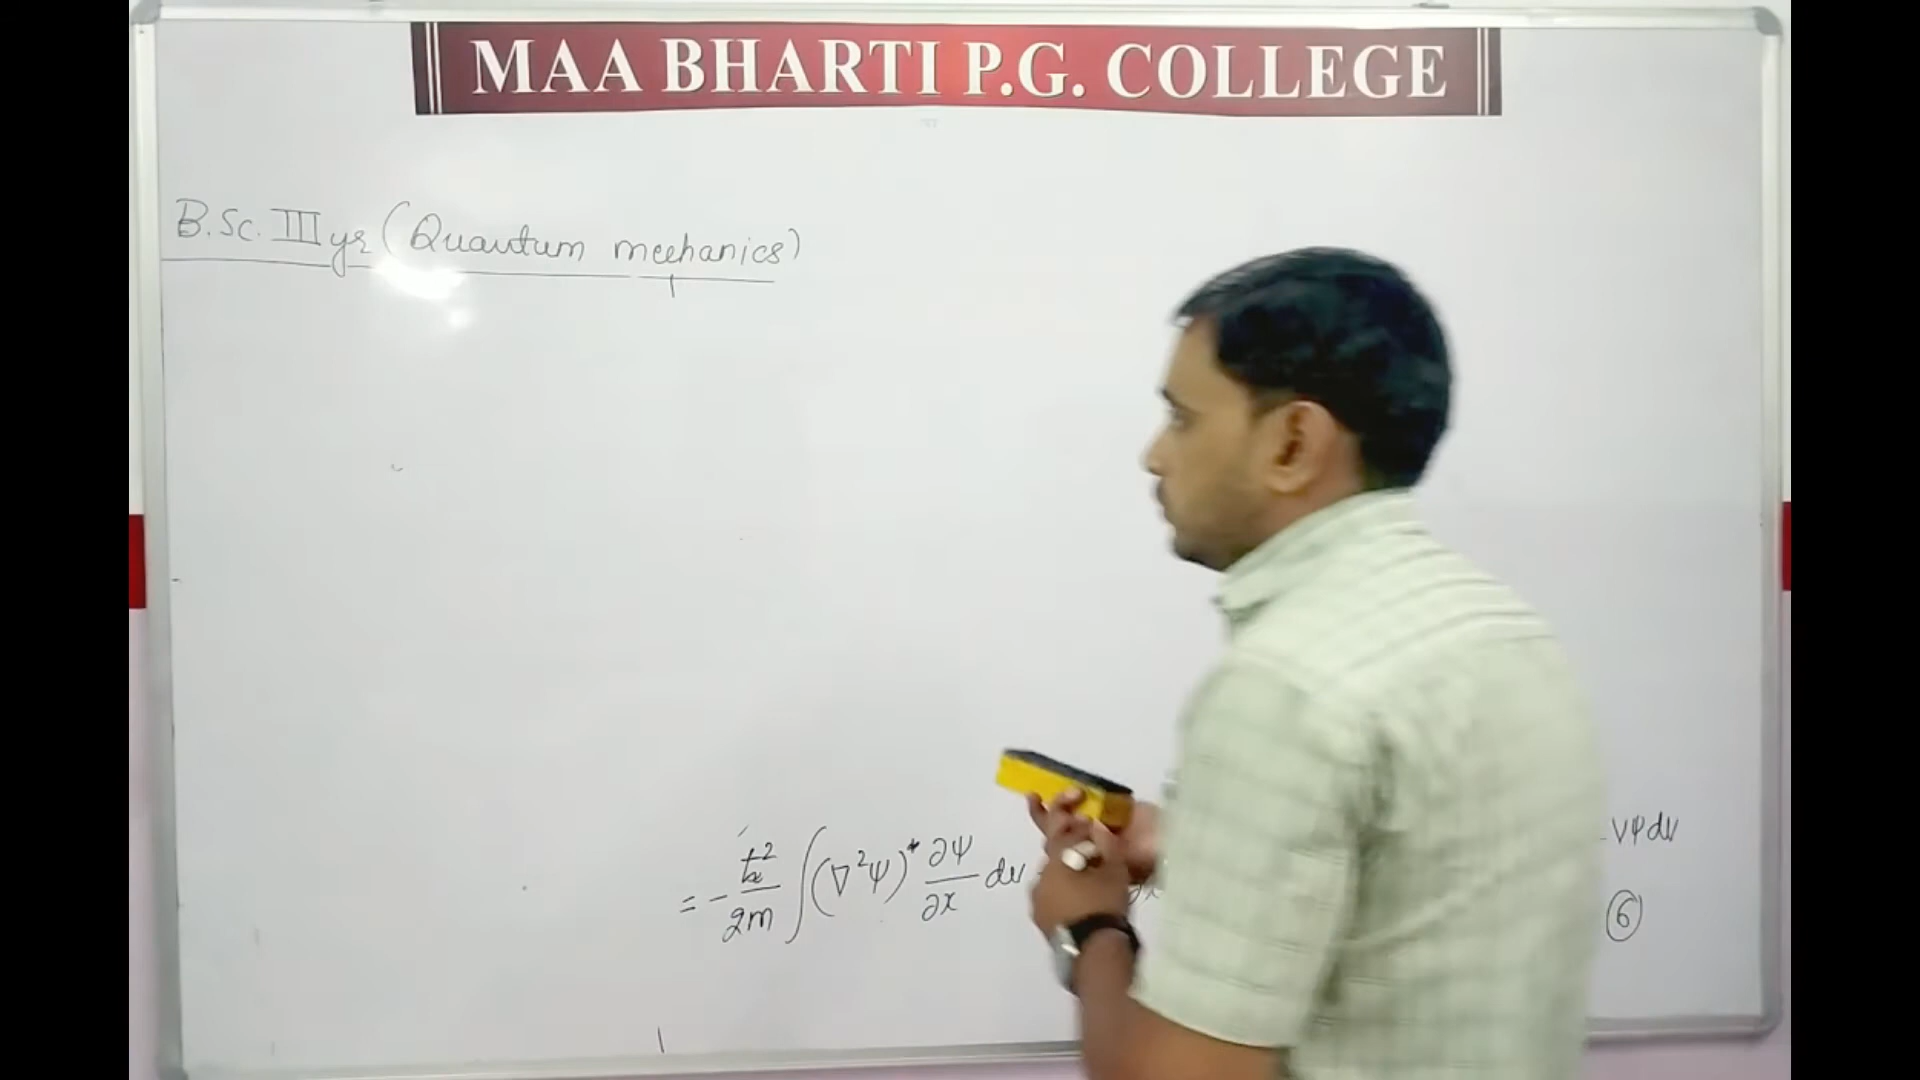 MAA BHARTI P.G. COLLEGE
B.Sc. III yr (Quantum mechanics)
VΨdv
= -ℏ²/2m ∫(∇²Ψ)* ∂Ψ/∂x dv
⑥